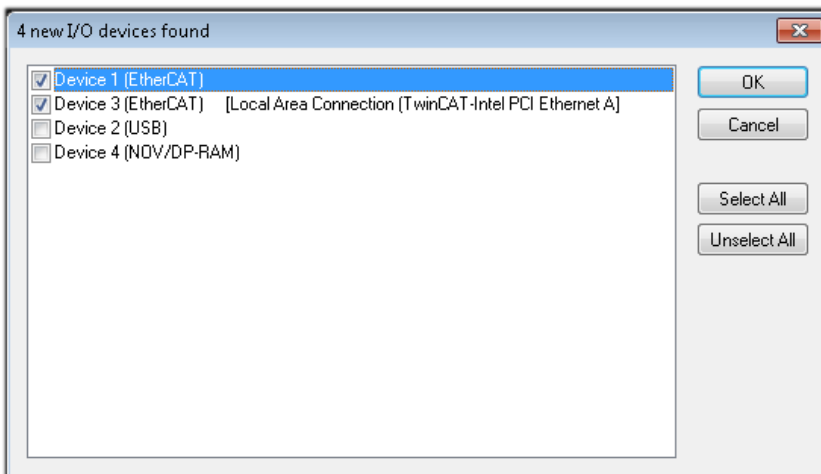 4 new I/O devices found
Device 1 (EtherCAT)
Device 3 (EtherCAT) [Local Area Connection (TwinCAT-Intel PCI Ethernet A]
Device 2 (USB)
Device 4 (NOV/DP-RAM)
OK
Cancel
Select All
Unselect All